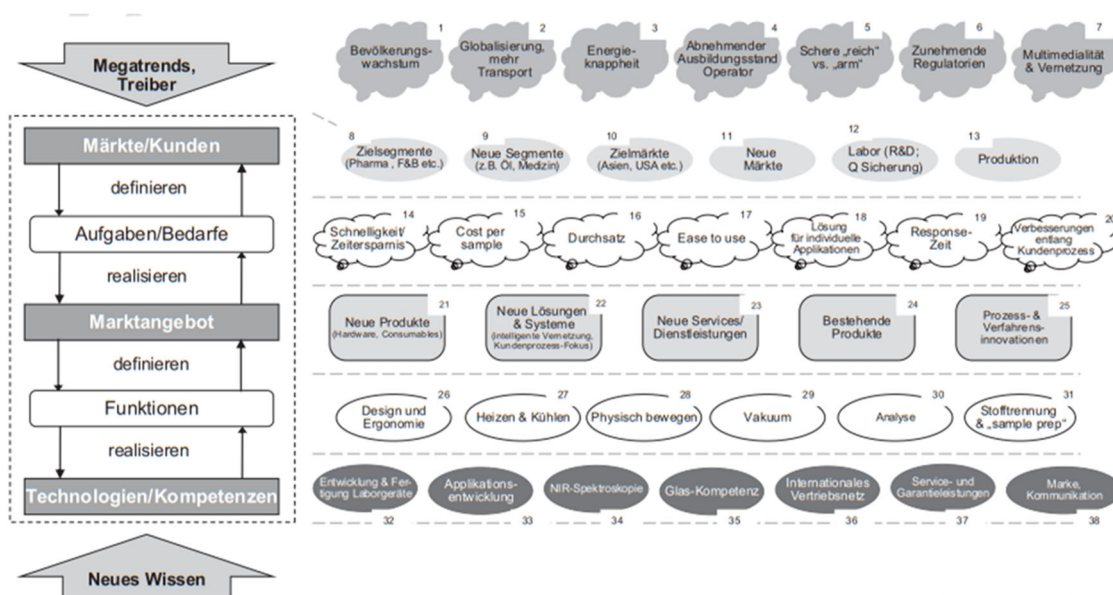 Megatrends,
Treiber
Märkte/Kunden
definieren
Aufgaben/Bedarfe
realisieren
Marktangebot
definieren
Funktionen
realisieren
Technologien/Kompetenzen
Neues Wissen
1
Bevölkerungs-
wachstum
2
Globalisierung,
mehr
Transport
3
Energie-
knappheit
4
Abnehmender
Ausbildungsstand
Operator
5
Schere „reich“
vs. „arm“
6
Zunehmende
Regulatorien
7
Multimedialität
& Vernetzung
8
Zielsegmente
(Pharma , F&B etc.)
9
Neue Segmente
(z.B. Öl, Medizin)
10
Zielmärkte
(Asien, USA etc.)
11
Neue
Märkte
12
Labor (R&D;
Q Sicherung)
13
Produktion
14
Schnelligkeit/
Zeitersparnis
15
Cost per
sample
16
Durchsatz
17
Ease to use
18
Lösung
für individuelle
Applikationen
19
Response-
Zeit
20
Verbesserungen
entlang
Kundenprozess
21
Neue Produkte
(Hardware, Consumables)
22
Neue Lösungen
& Systeme
(intelligente Vernetzung,
Kundenprozess-Fokus)
23
Neue Services/
Dienstleistungen
24
Bestehende
Produkte
25
Prozess- &
Verfahrens-
innovationen
26
Design und
Ergonomie
27
Heizen & Kühlen
28
Physisch bewegen
29
Vakuum
30
Analyse
31
Stofftrennung
& „sample prep“
Entwicklung & Fer-
tigung Laborgeräte
32
Applikations-
entwicklung
33
NIR-Spektroskopie
34
Glas-Kompetenz
35
Internationales
Vertriebsnetz
36
Service- und
Garantieleistungen
37
Marke,
Kommunikation
38